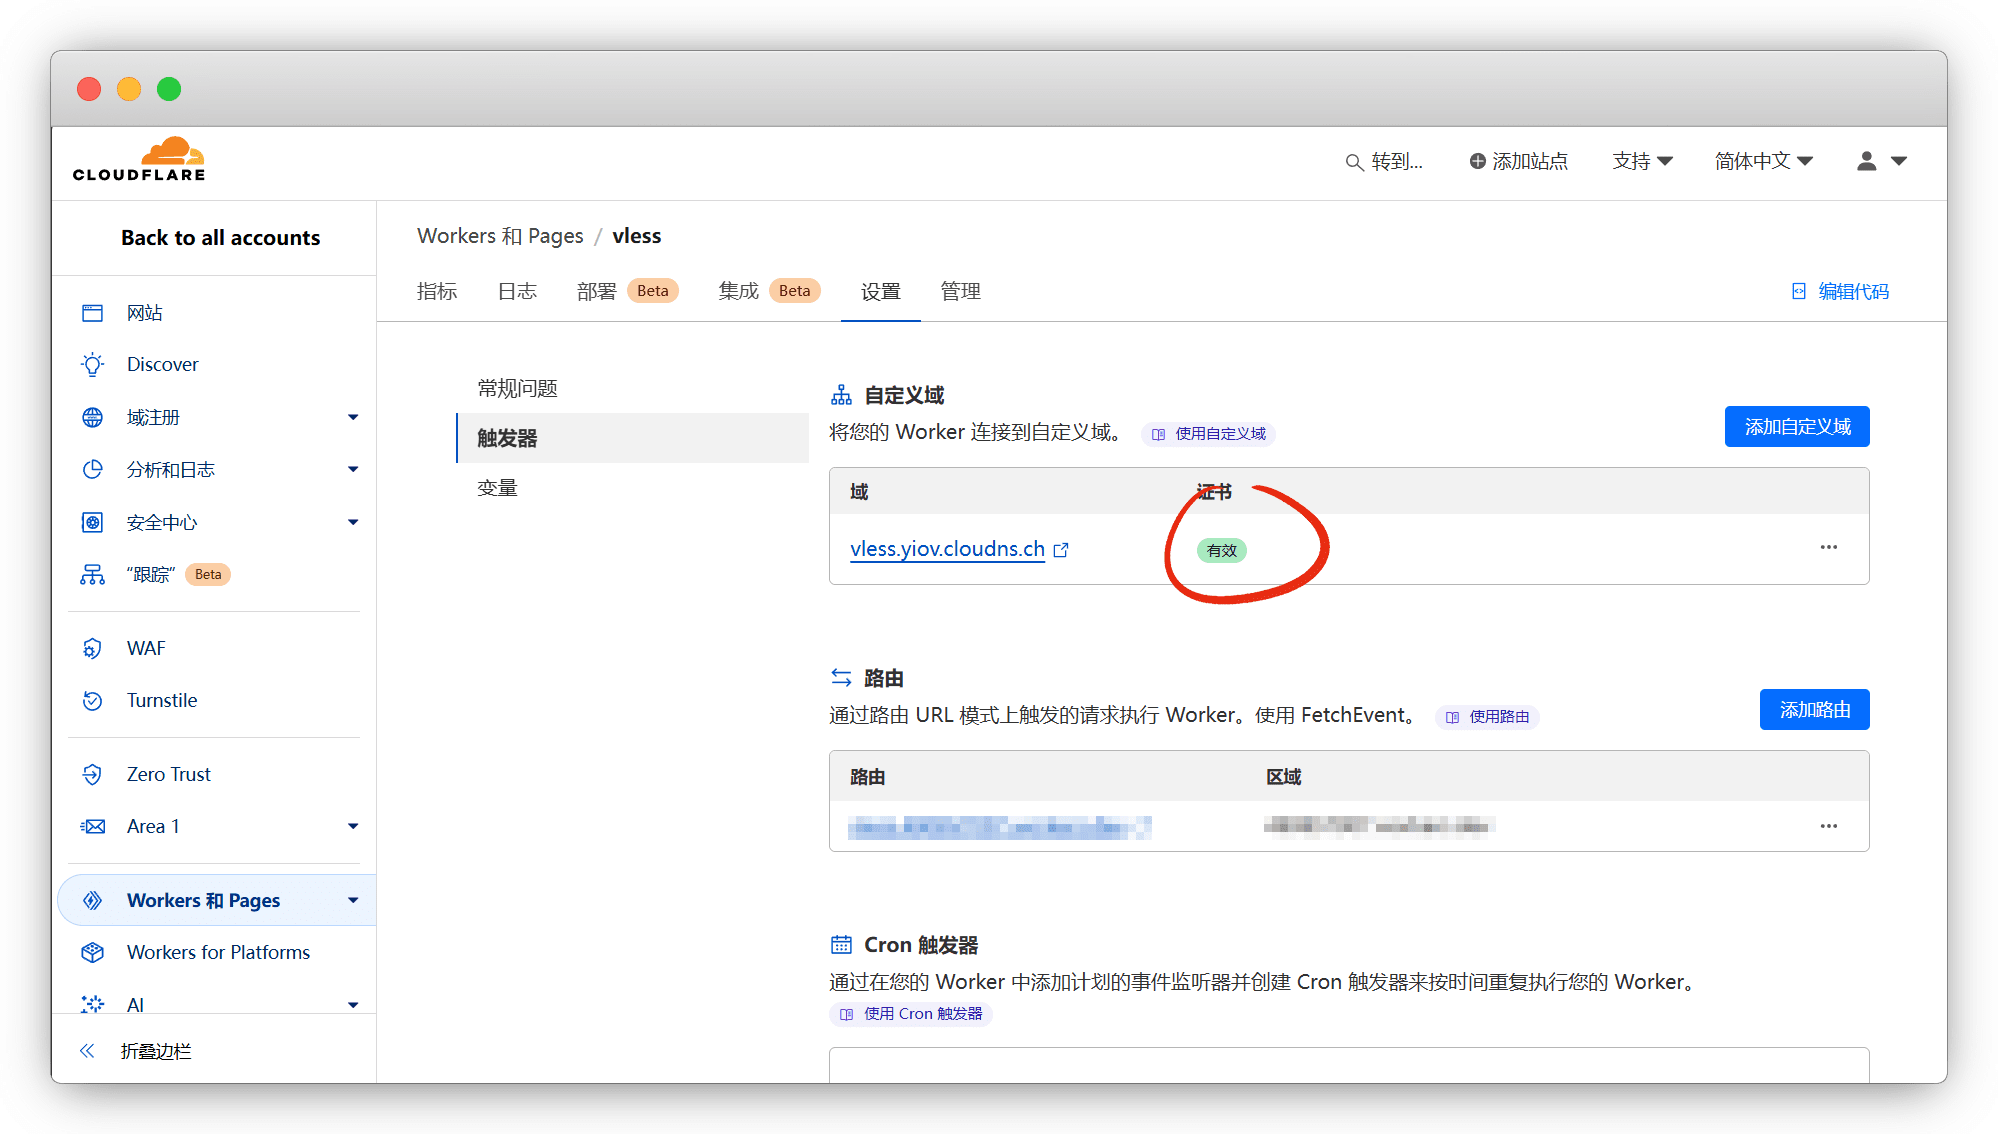 CLOUDFLARE
转到...
添加站点
支持
简体中文
Back to all accounts
网站
Discover
域注册
分析和日志
安全中心
“跟踪” Beta
WAF
Turnstile
Zero Trust
Area 1
Workers 和 Pages
Workers for Platforms
AI
折叠边栏
Workers 和 Pages / vless
指标 日志 部署 Beta 集成 Beta 设置 管理
编辑代码
常规问题
触发器
变量
自定义域
将您的 Worker 连接到自定义域。 使用自定义域
添加自定义域
域 证书
vless.yiov.cloudns.ch 有效
路由
通过路由 URL 模式上触发的请求执行 Worker。使用 FetchEvent。 使用路由
添加路由
路由 区域
Cron 触发器
通过在您的 Worker 中添加计划的事件监听器并创建 Cron 触发器来按时间重复执行您的 Worker。
使用 Cron 触发器